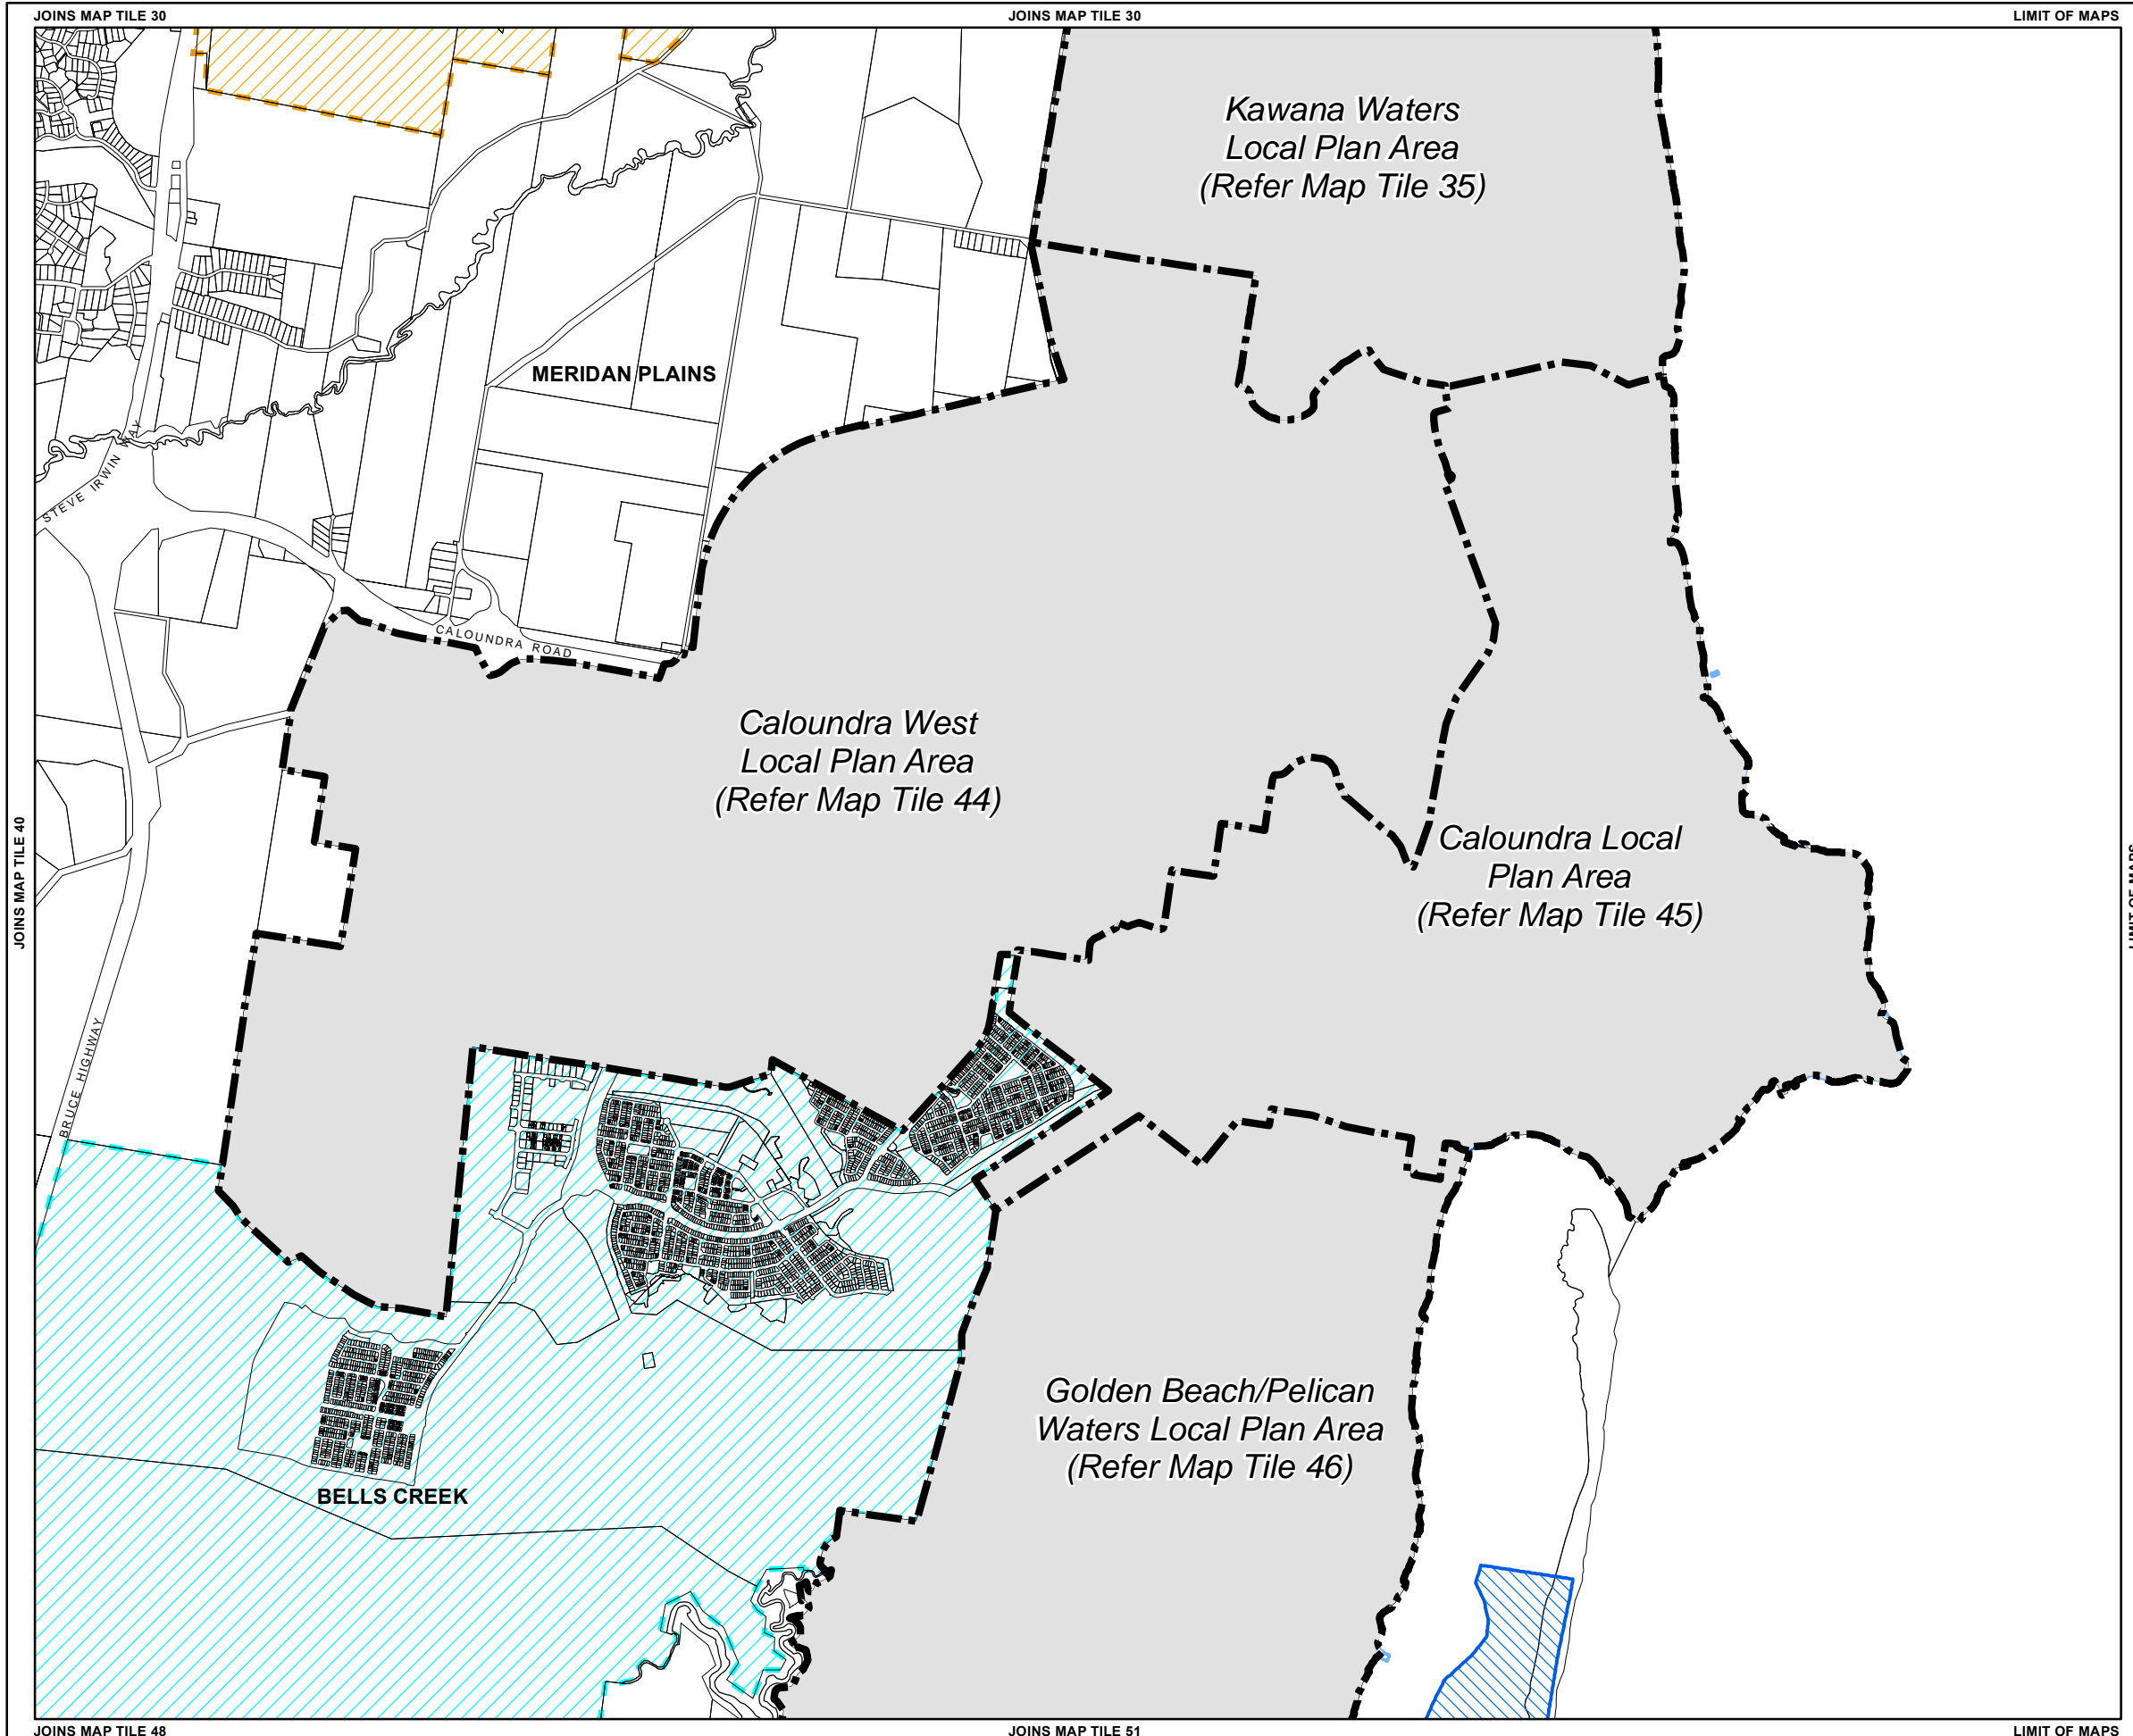 JOINS MAP TILE 30
JOINS MAP TILE 30
LIMIT OF MAPS
Kawana Waters
Local Plan Area
(Refer Map Tile 35)
MERIDAN PLAINS
STEVE IRWIN WAY
CALOUNDRA ROAD
Caloundra West
Local Plan Area
(Refer Map Tile 44)
JOINS MAP TILE 40
Caloundra Local
Plan Area
(Refer Map Tile 45)
LIMIT OF MAPS
BRUCE HIGHWAY
Golden Beach/Pelican
Waters Local Plan Area
(Refer Map Tile 46)
BELLS CREEK
JOINS MAP TILE 48
JOINS MAP TILE 51
LIMIT OF MAPS